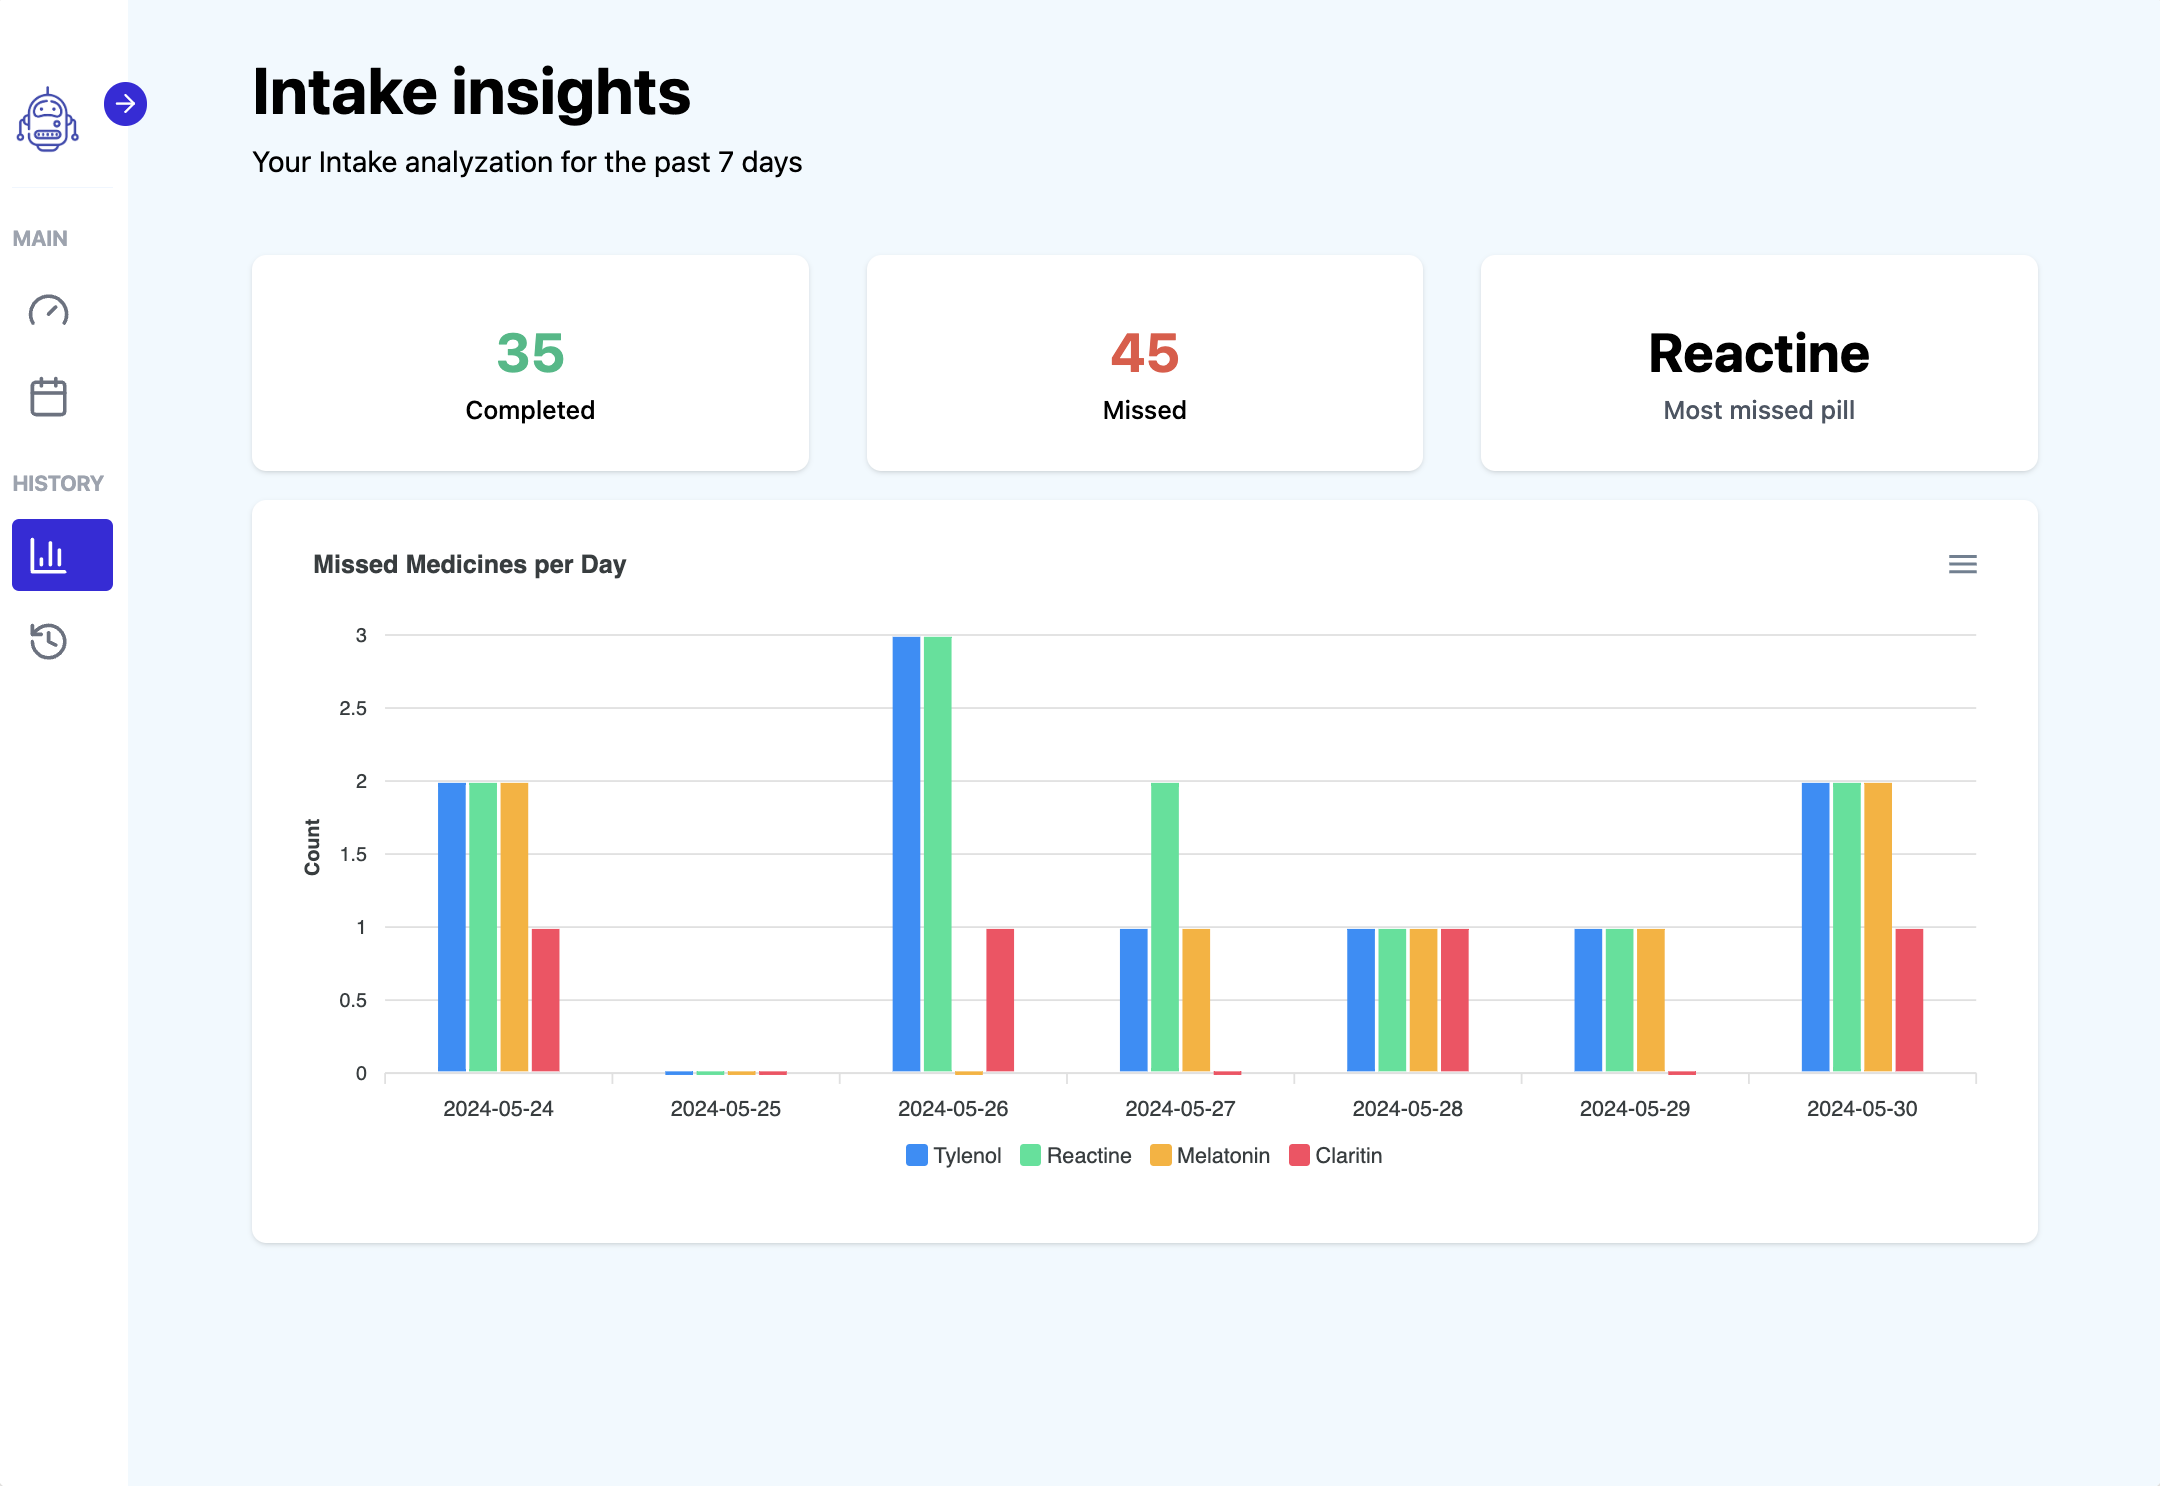 Intake insights
Your Intake analyzation for the past 7 days
MAIN
HISTORY
35
Completed
45
Missed
Reactine
Most missed pill
Missed Medicines per Day
Count
3
2.5
2
1.5
1
0.5
0
2024-05-24 2024-05-25 2024-05-26 2024-05-27 2024-05-28 2024-05-29 2024-05-30
Tylenol Reactine Melatonin Claritin